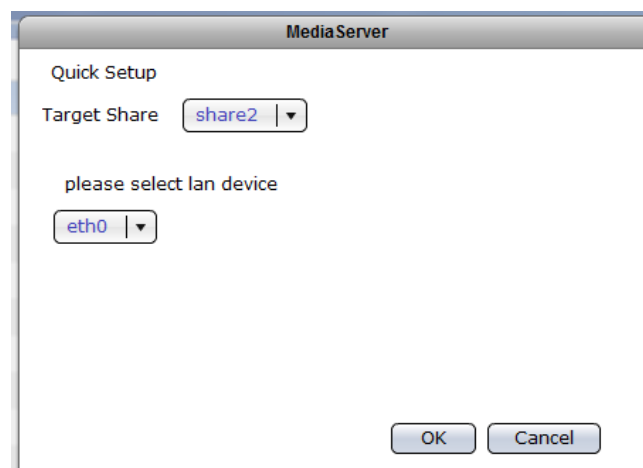 MediaServer
Quick Setup
Target Share share2
please select lan device
eth0
OK Cancel